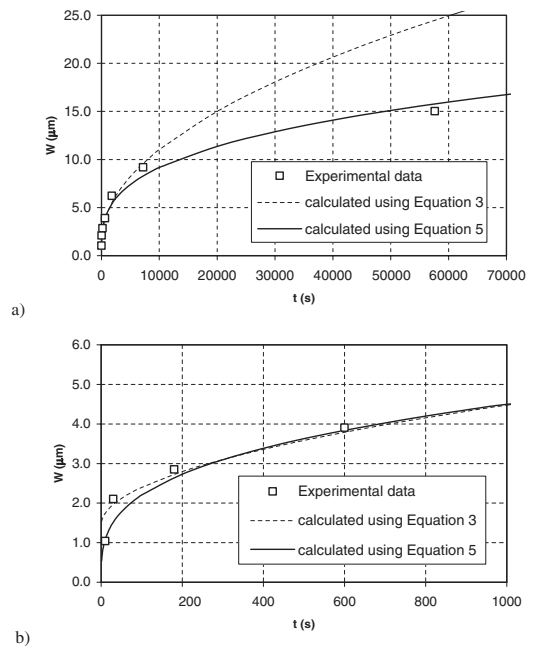 25.0
20.0
15.0
10.0
5.0
0.0
W (µm)
Experimental data
calculated using Equation 3
calculated using Equation 5
0 10000 20000 30000 40000 50000 60000 70000
t (s)
a)
6.0
5.0
4.0
3.0
2.0
1.0
0.0
W (µm)
Experimental data
calculated using Equation 3
calculated using Equation 5
0 200 400 600 800 1000
t (s)
b)